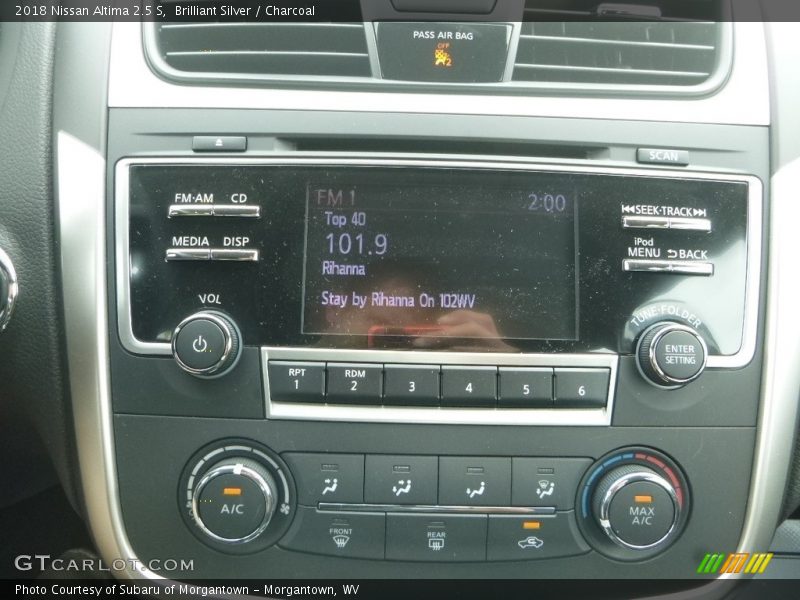 2018 Nissan Altima 2.5 S, Brilliant Silver / Charcoal
PASS AIR BAG
OFF
2
SCAN
FM·AM CD
MEDIA DISP
VOL
FM 1 2:00
Top 40
101.9
Rihanna
Stay by Rihanna On 102WV
SEEK·TRACK
iPod
MENU BACK
TUNE·FOLDER
ENTER
SETTING
RPT RDM
1 2 3 4 5 6
A/C
FRONT
REAR
MAX
A/C
GTCARLOT.COM
Photo Courtesy of Subaru of Morgantown - Morgantown, WV